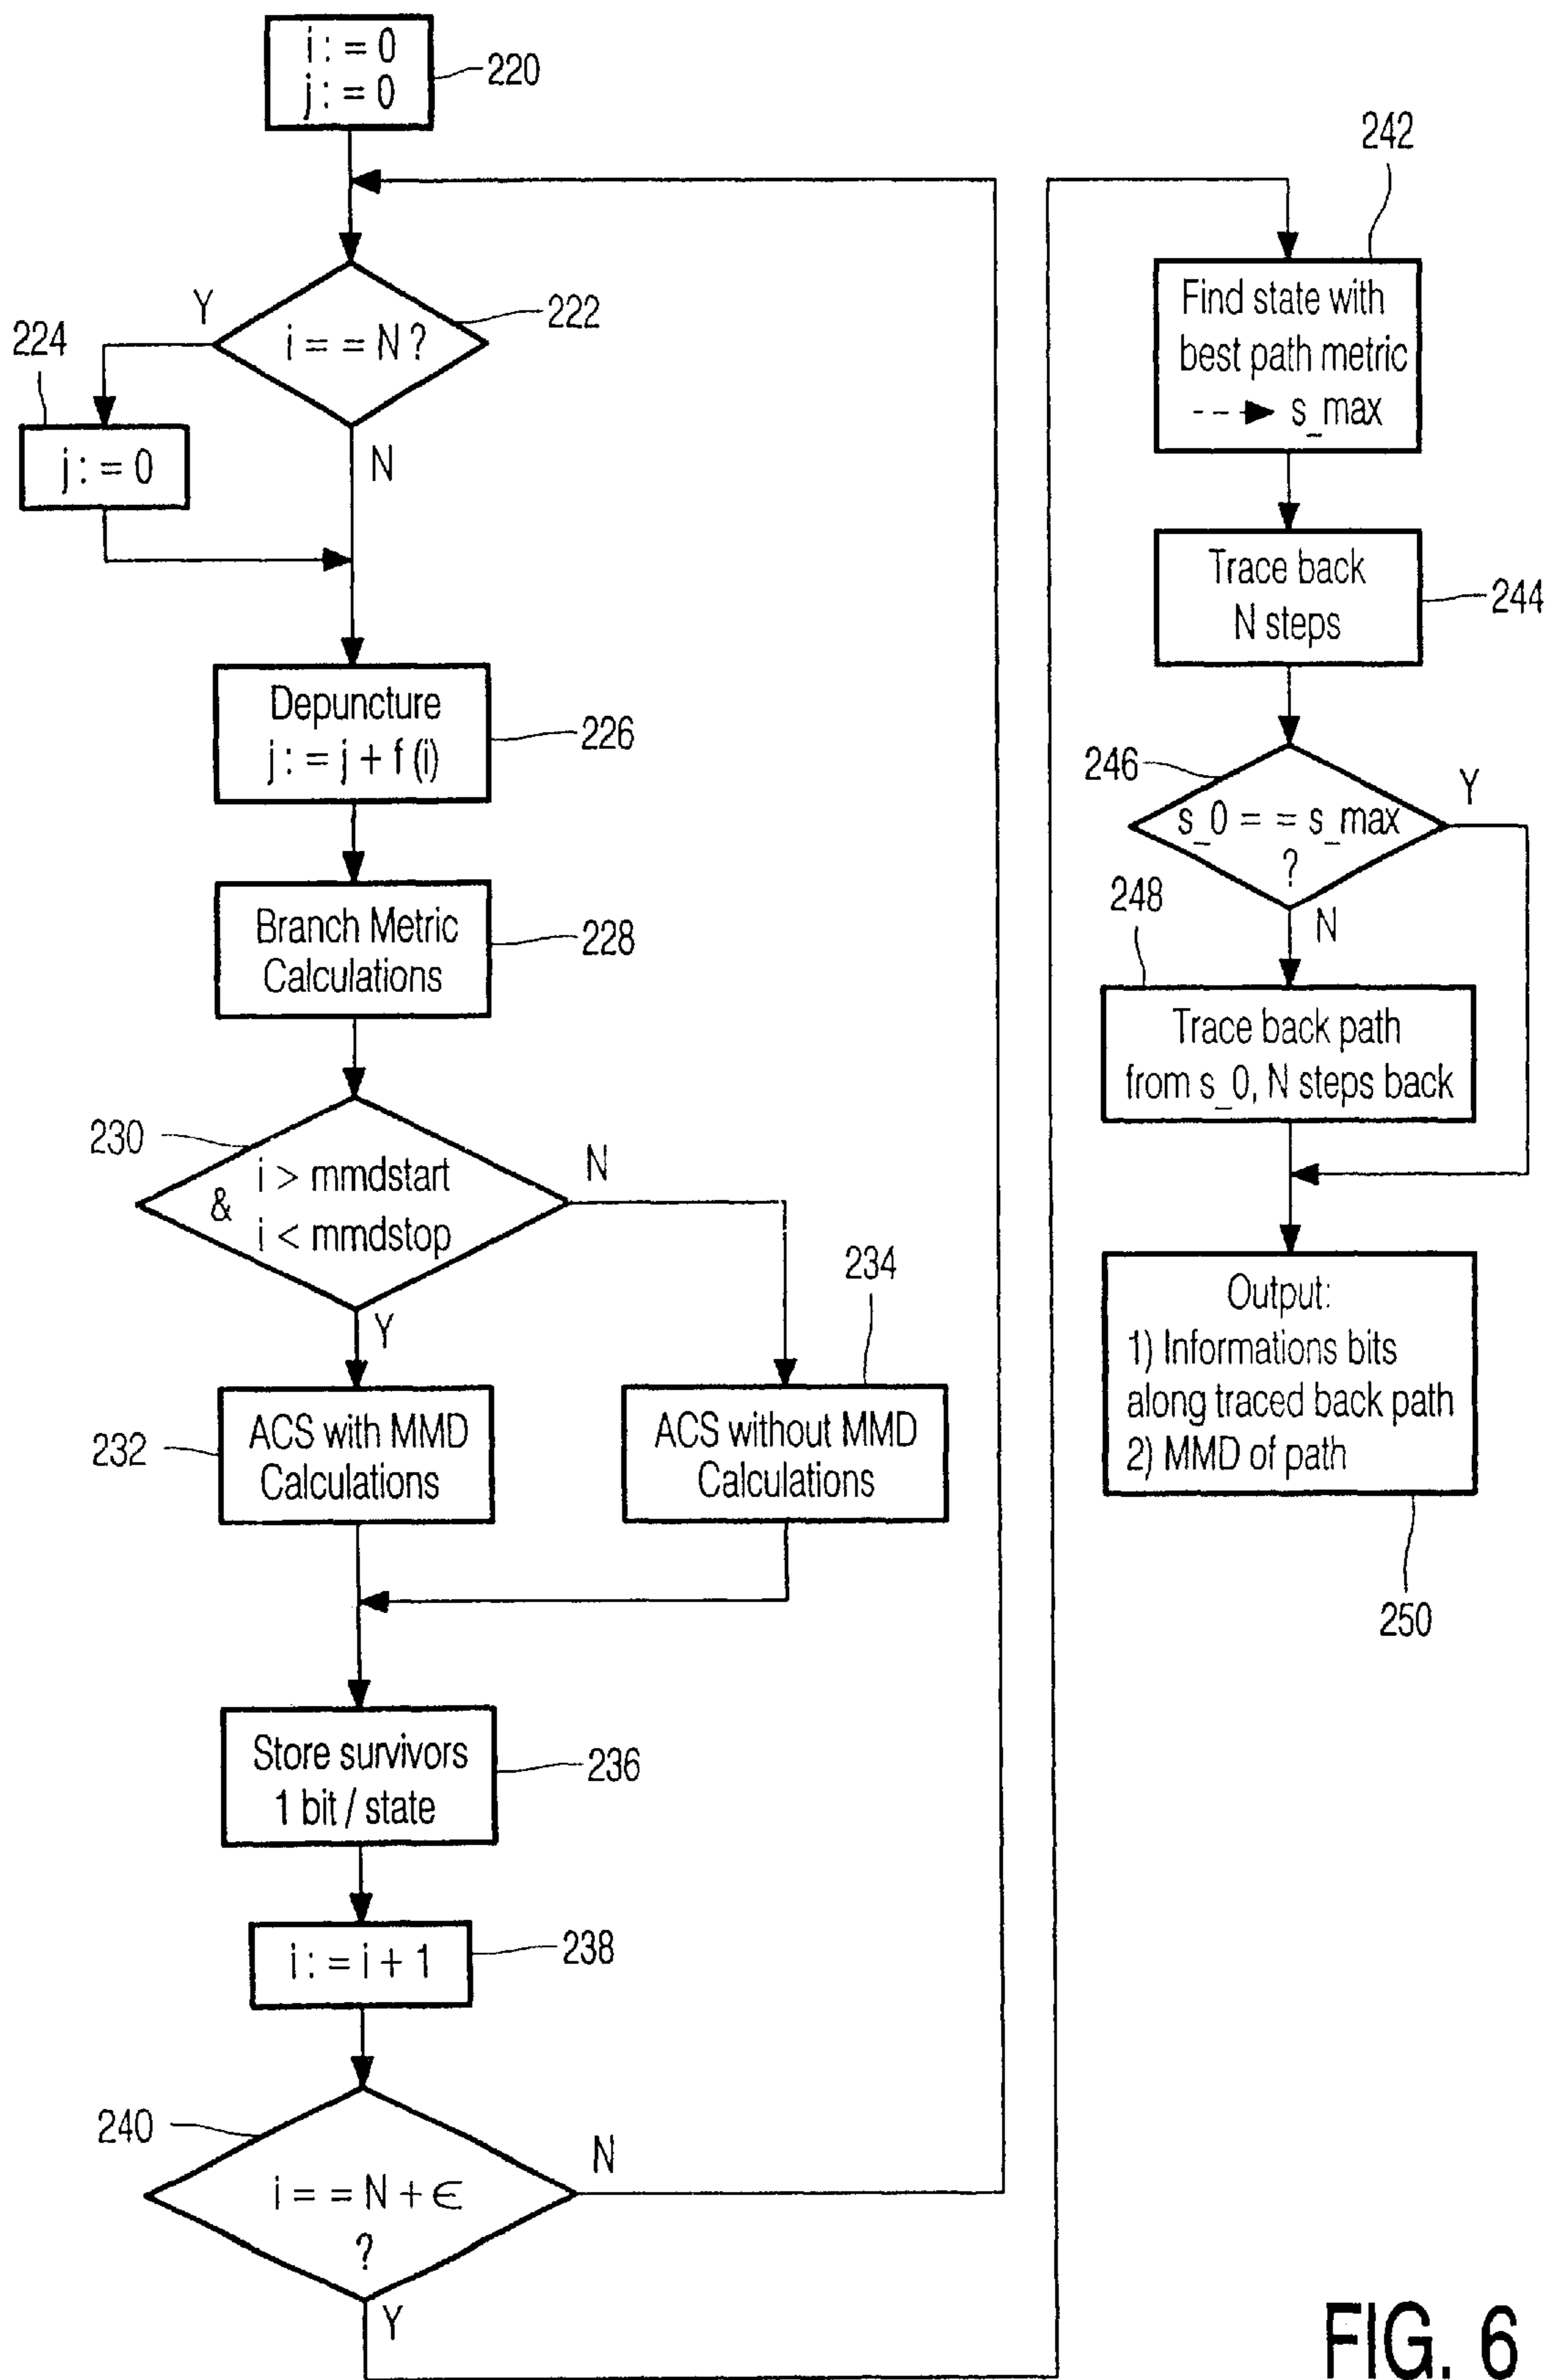 i : = 0
j : = 0
220
i = = N ?
222
Y
N
224
j : = 0
Depuncture
j : = j + f (i)
226
Branch Metric
Calculations
228
230
i > mmdstart
&
i < mmdstop
N
Y
232
ACS with MMD
Calculations
234
ACS without MMD
Calculations
Store survivors
1 bit / state
236
i : = i + 1
238
240
i = = N + ∈
?
N
Y
242
Find state with
best path metric
- - ► s_max
Trace back
N steps
244
246
s_0 = = s_max
?
Y
N
248
Trace back path
from s_0, N steps back
Output:
1) Informations bits
along traced back path
2) MMD of path
250
FIG. 6